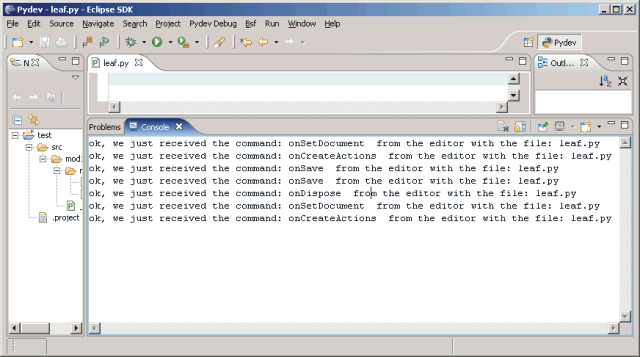 Pydev - leaf.py - Eclipse SDK
File Edit Source Navigate Search Project Pydev Debug Bsf Run Window Help
Pydev
N
leaf.py
Outl...
test
src
mod
.project
Problems Console
ok, we just received the command: onSetDocument from the editor with the file: leaf.py
ok, we just received the command: onCreateActions from the editor with the file: leaf.py
ok, we just received the command: onSave from the editor with the file: leaf.py
ok, we just received the command: onSave from the editor with the file: leaf.py
ok, we just received the command: onDispose from the editor with the file: leaf.py
ok, we just received the command: onSetDocument from the editor with the file: leaf.py
ok, we just received the command: onCreateActions from the editor with the file: leaf.py